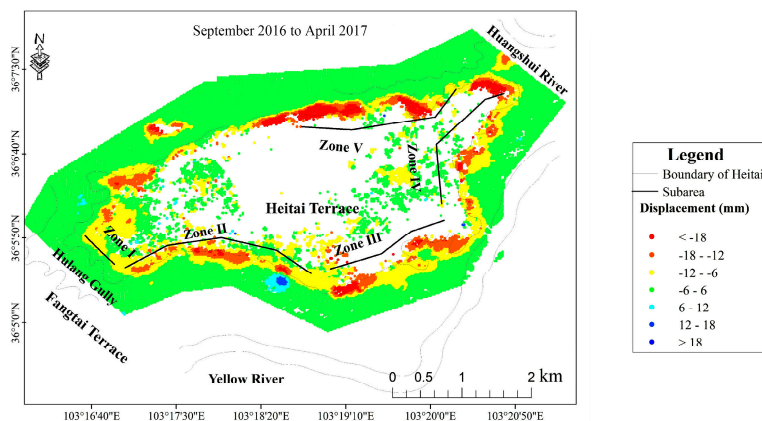 September 2016 to April 2017
N
Huangshui River
36°7'30"N
36°6'40"N
36°5'50"N
36°5'0"N
Zone V
Zone IV
Heitai Terrace
Zone I
Zone II
Zone III
Hulang Gully
Fangtai Terrace
Yellow River
0 0.5 1 2 km
103°16'40"E 103°17'30"E 103°18'20"E 103°19'10"E 103°20'0"E 103°20'50"E
Legend
Boundary of Heitai
Subarea
Displacement (mm)
< -18
-18 - -12
-12 - -6
-6 - 6
6 - 12
12 - 18
> 18